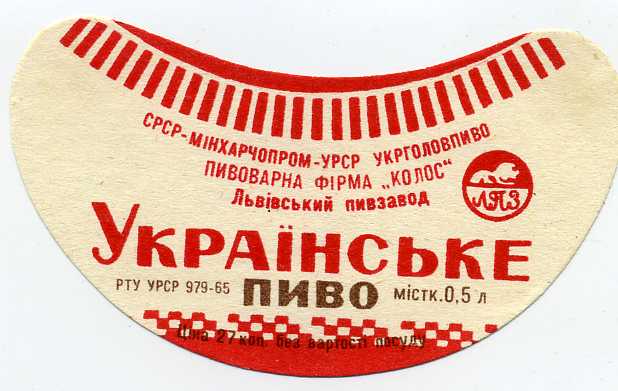 СРСР-МІНХАРЧОПРОМ-УРСР УКРГОЛОВПИВО
ПИВОВАРНА ФІРМА „КОЛОС"
Львівський пивзавод
ЛПЗ
УКРАЇНСЬКЕ
РТУ УРСР 979-65 ПИВО МІСТК. 0,5 л
Ціна 27 коп. без вартості посуду